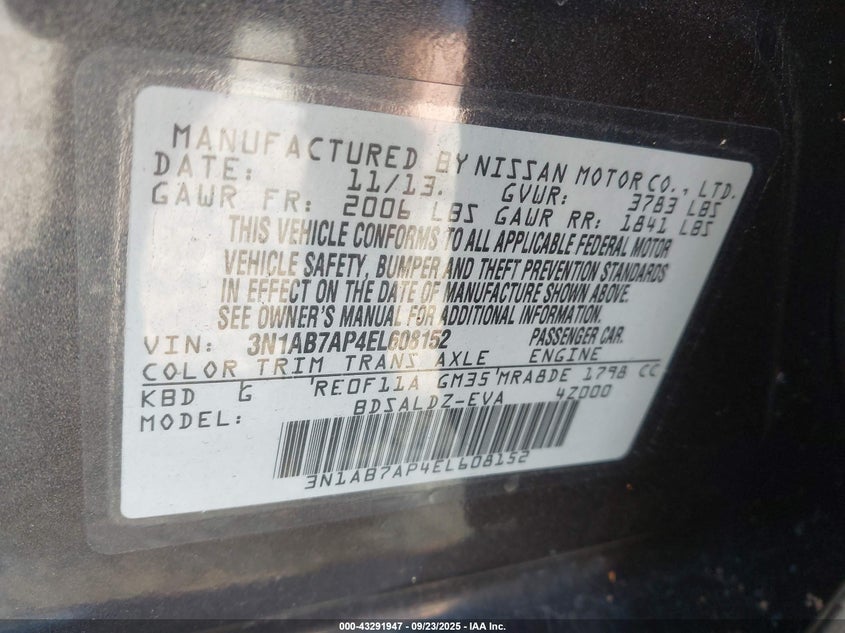 MANUFACTURED BY NISSAN MOTOR CO., LTD.
DATE: 11/13. GVWR: 3783 LBS
GAWR FR: 2006 LBS GAWR RR: 1841 LBS
THIS VEHICLE CONFORMS TO ALL APPLICABLE FEDERAL MOTOR
VEHICLE SAFETY, BUMPER AND THEFT PREVENTION STANDARDS
IN EFFECT ON THE DATE OF MANUFACTURE SHOWN ABOVE.
SEE OWNER'S MANUAL FOR ADDITIONAL INFORMATION
VIN: 3N1AB7AP4EL608152 PASSENGER CAR.
COLOR TRIM TRANS AXLE ENGINE
KBD G RE0F11A GM35 MRA8DE 1798 CC
MODEL: BDSALDZ-EVA 4Z000
3N1AB7AP4EL608152
000-43291947 - 09/23/2025 - IAA Inc.